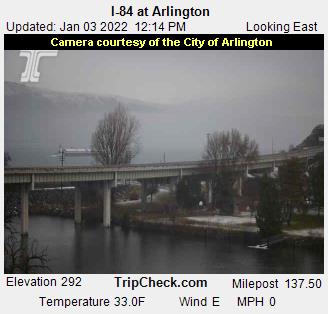 I-84 at Arlington
Updated: Jan 03 2022 12:14 PM Looking East
Camera courtesy of the City of Arlington
Elevation 292 TripCheck.com Milepost 137.50
Temperature 33.0F Wind E MPH 0